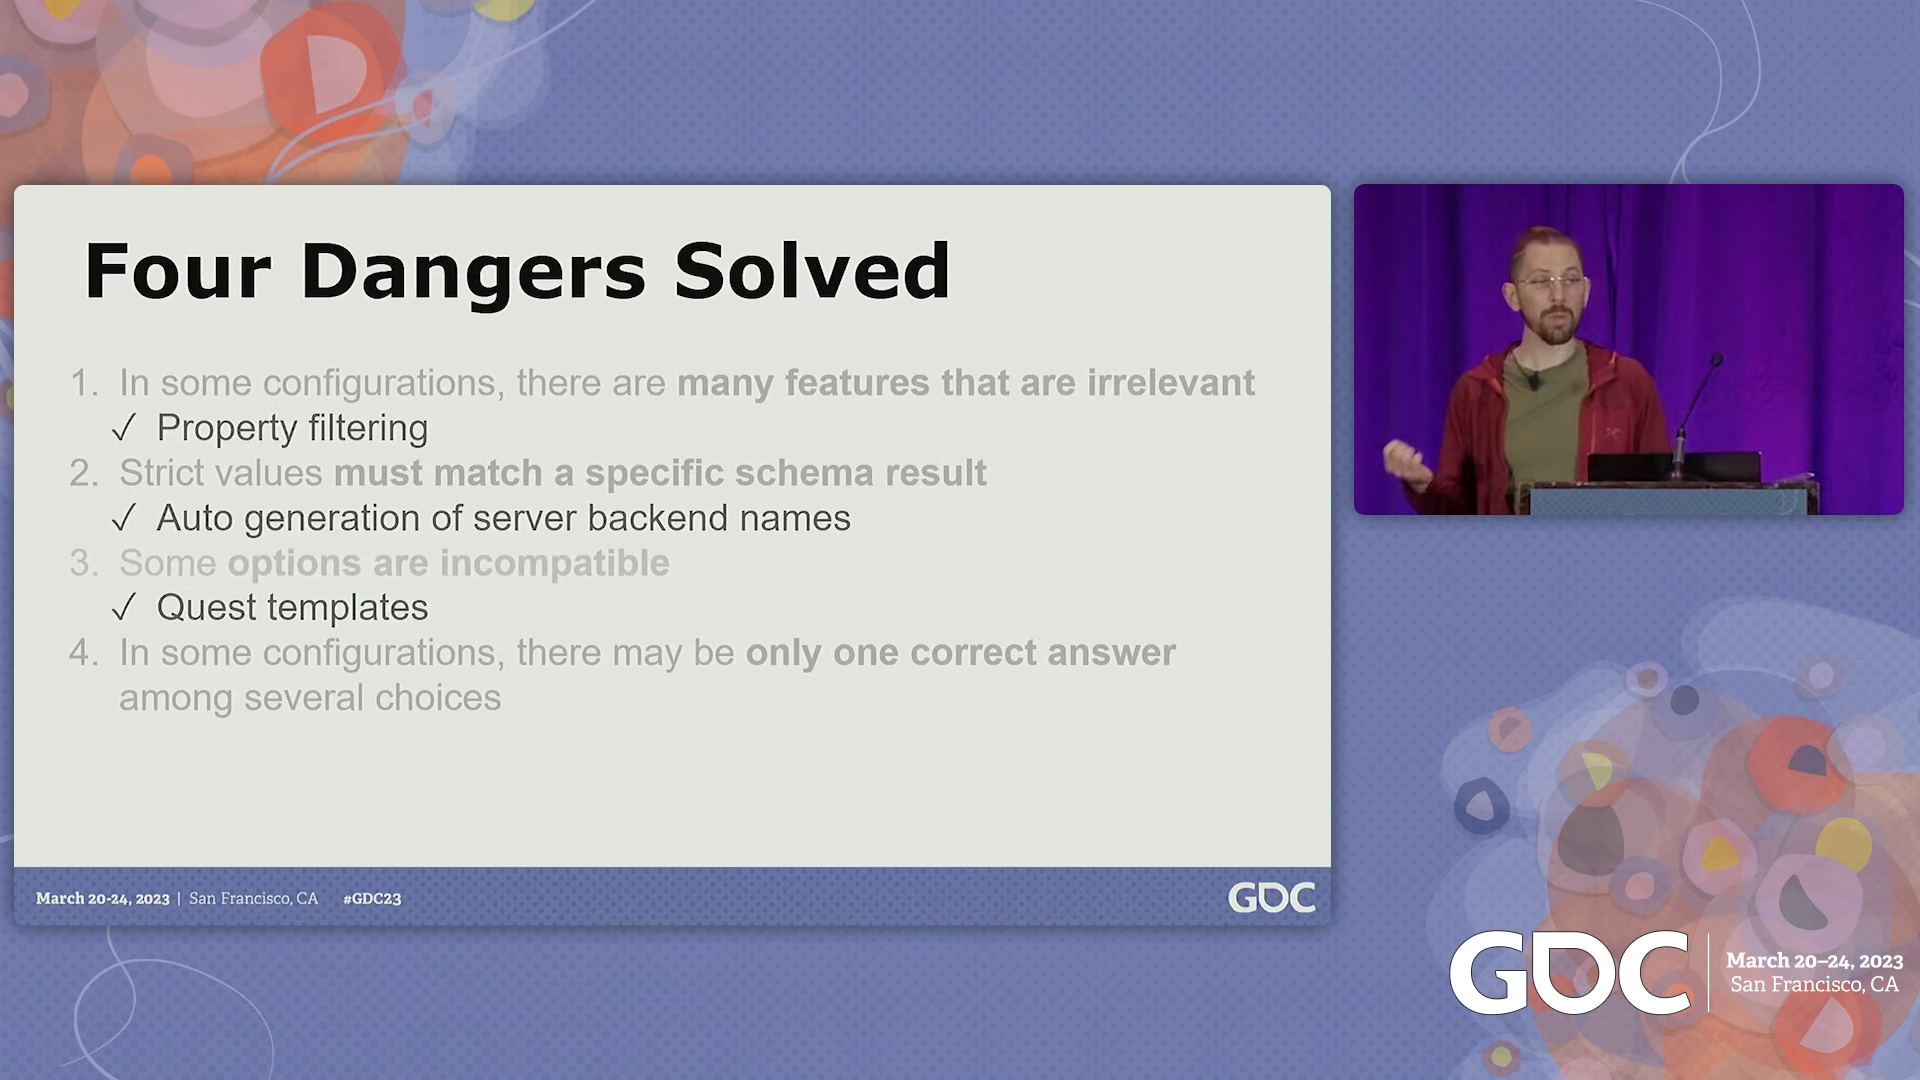 Four Dangers Solved
1. In some configurations, there are many features that are irrelevant
✓ Property filtering
2. Strict values must match a specific schema result
✓ Auto generation of server backend names
3. Some options are incompatible
✓ Quest templates
4. In some configurations, there may be only one correct answer
among several choices
March 20-24, 2023 | San Francisco, CA #GDC23
GDC
GDC
March 20–24, 2023
San Francisco, CA